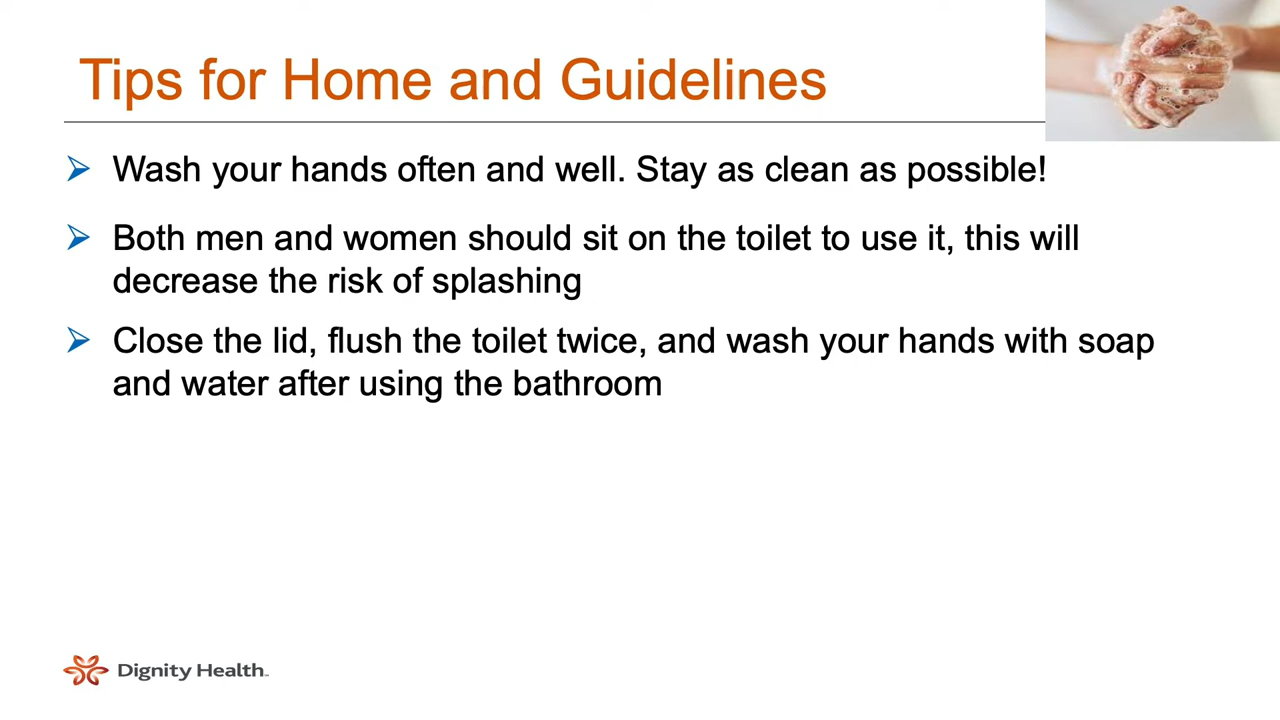 Tips for Home and Guidelines
Wash your hands often and well. Stay as clean as possible!
Both men and women should sit on the toilet to use it, this will
decrease the risk of splashing
Close the lid, flush the toilet twice, and wash your hands with soap
and water after using the bathroom
Dignity Health™